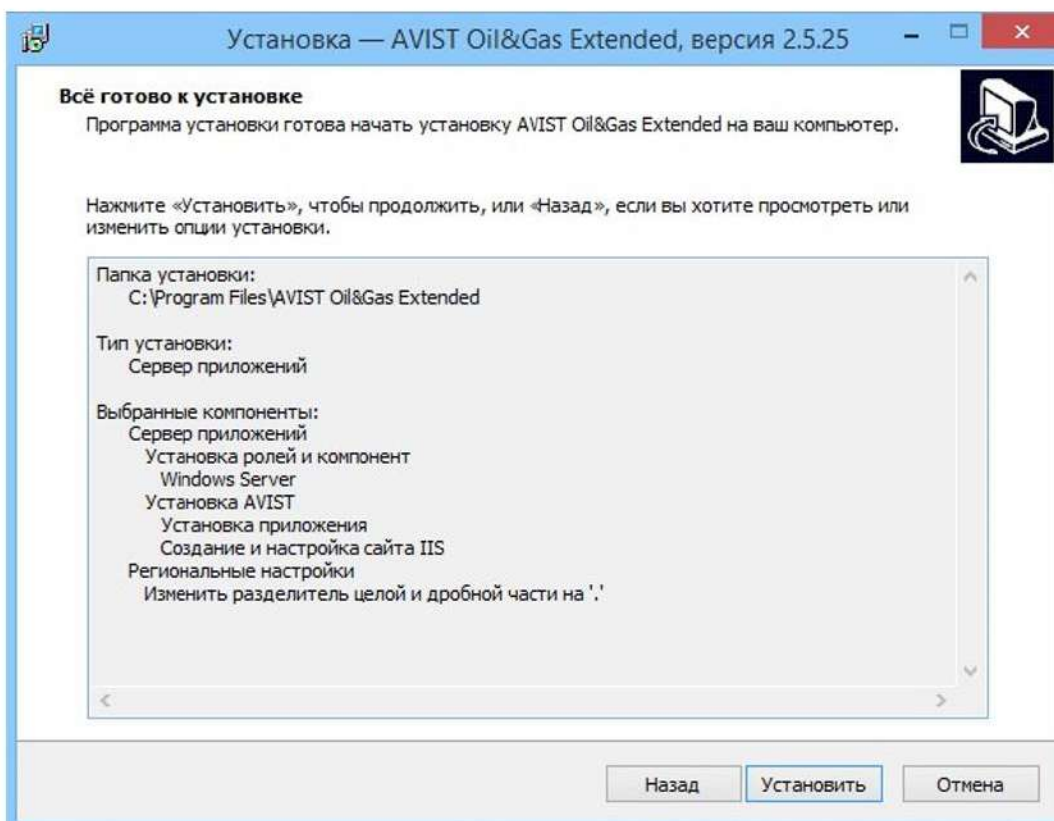 Установка — AVIST Oil&Gas Extended, версия 2.5.25
Всё готово к установке
Программа установки готова начать установку AVIST Oil&Gas Extended на ваш компьютер.
Нажмите «Установить», чтобы продолжить, или «Назад», если вы хотите просмотреть или
изменить опции установки.
Папка установки:
C:\Program Files\AVIST Oil&Gas Extended
Тип установки:
Сервер приложений
Выбранные компоненты:
Сервер приложений
Установка ролей и компонент
Windows Server
Установка AVIST
Установка приложения
Создание и настройка сайта IIS
Региональные настройки
Изменить разделитель целой и дробной части на '.'
Назад
Установить
Отмена